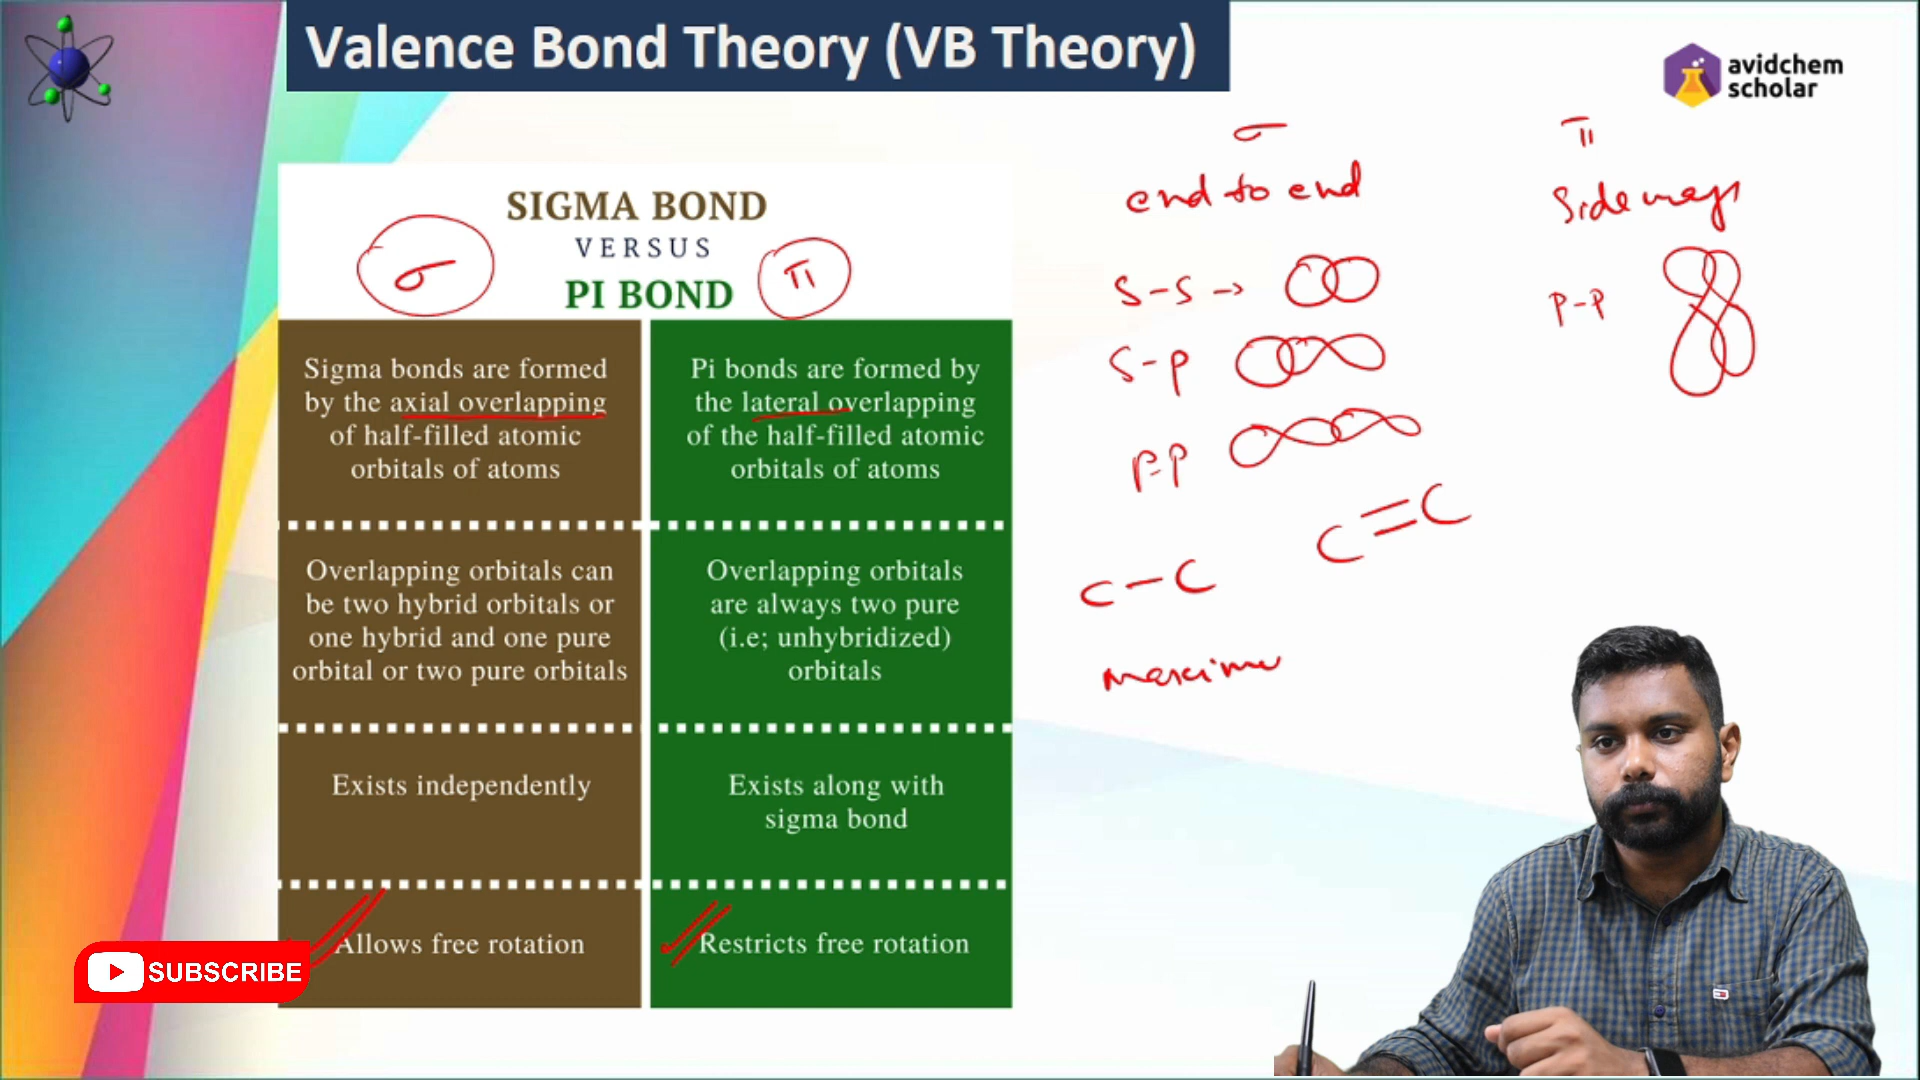 Valence Bond Theory (VB Theory)
avidchem
scholar
SIGMA BOND
VERSUS
PI BOND
σ
π
Sigma bonds are formed
by the axial overlapping
of half-filled atomic
orbitals of atoms
Pi bonds are formed by
the lateral overlapping
of the half-filled atomic
orbitals of atoms
Overlapping orbitals can
be two hybrid orbitals or
one hybrid and one pure
orbital or two pure orbitals
Overlapping orbitals
are always two pure
(i.e; unhybridized)
orbitals
Exists independently
Exists along with
sigma bond
Allows free rotation
Restricts free rotation
SUBSCRIBE
σ
end to end
S-S →
S-p
p-p
C=C
C-C
π
Sideways
P-P